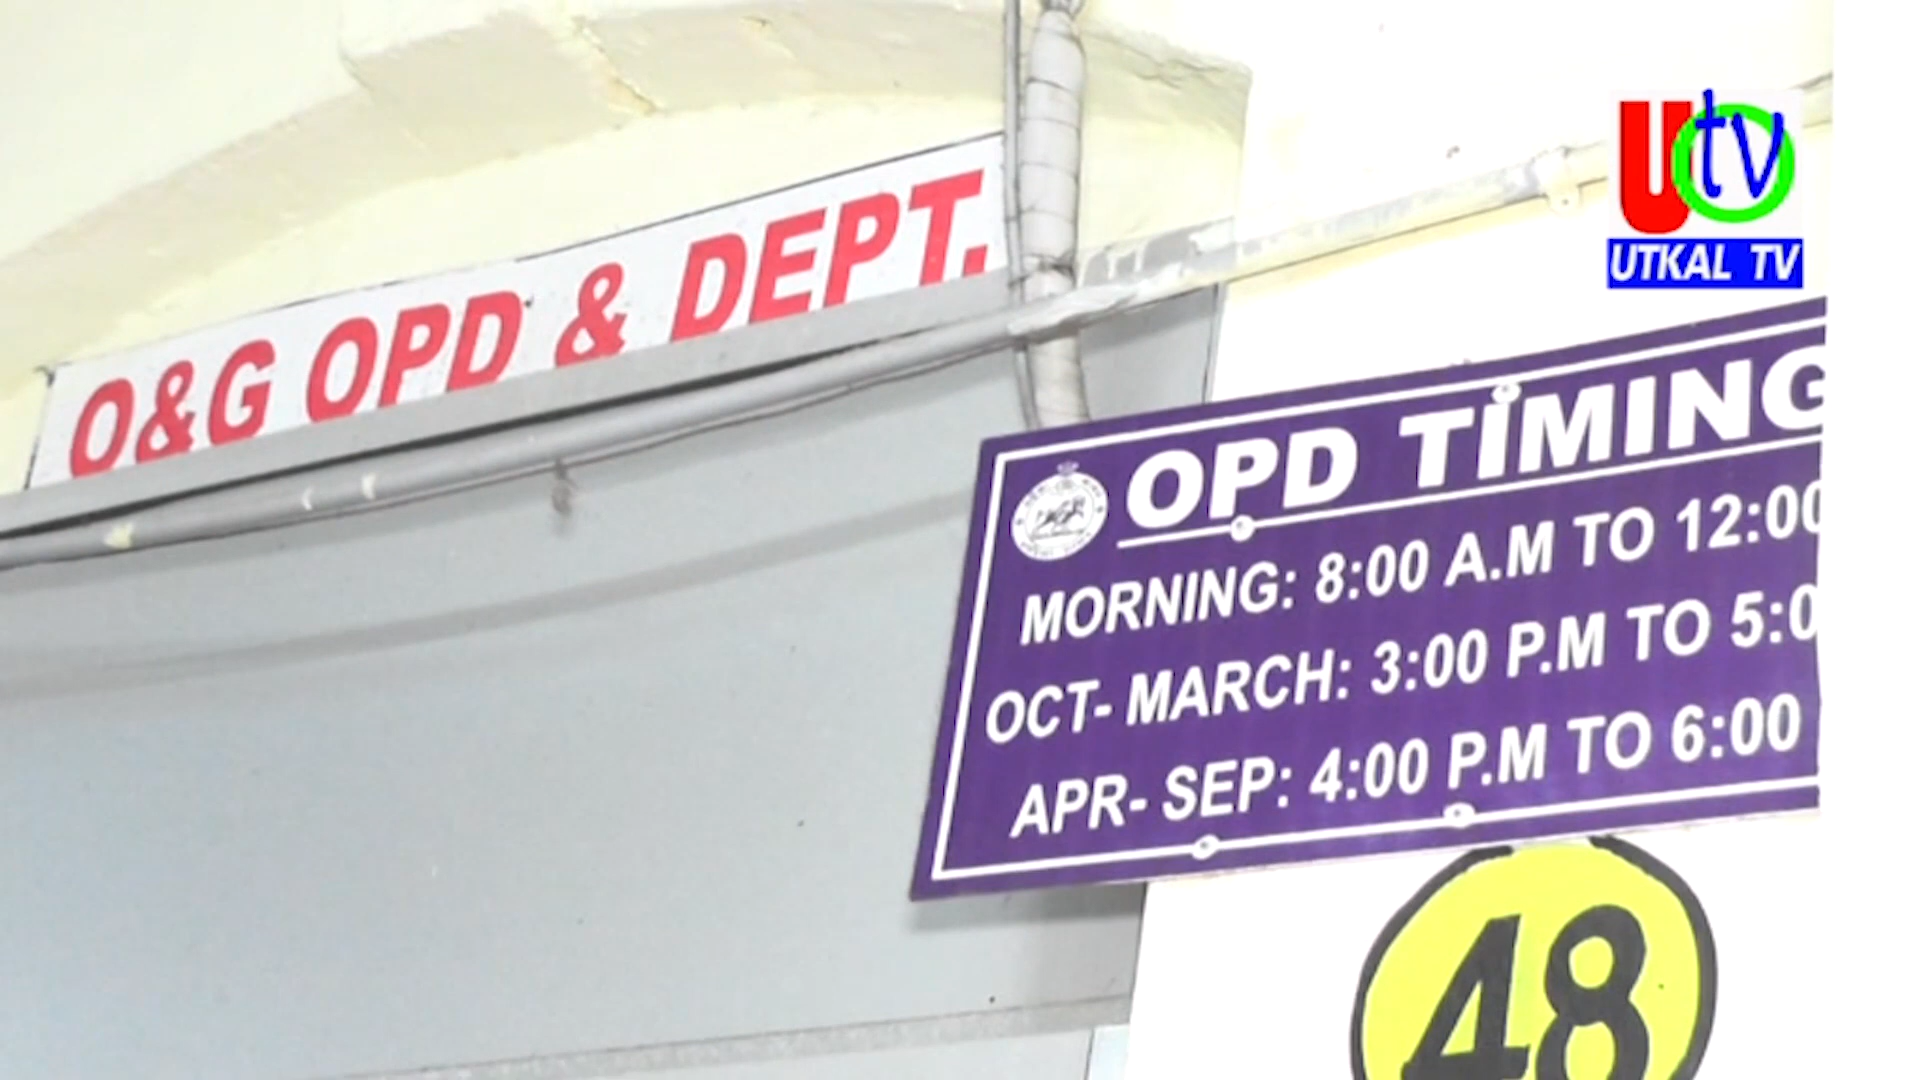 O&G OPD & DEPT.
UTV
UTKAL TV
OPD TIMING
MORNING: 8:00 A.M TO 12:00
OCT- MARCH: 3:00 P.M TO 5:0
APR- SEP: 4:00 P.M TO 6:00
48